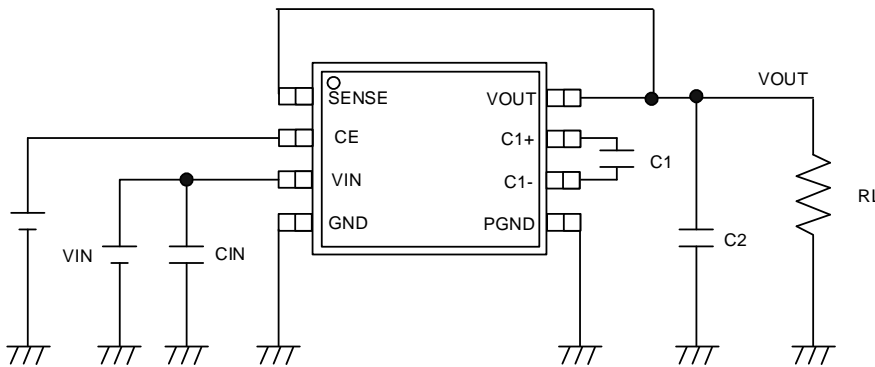 VOUT
SENSE
VOUT
CE
C1+
C1
VIN
C1-
GND
PGND
RL
VIN
CIN
C2